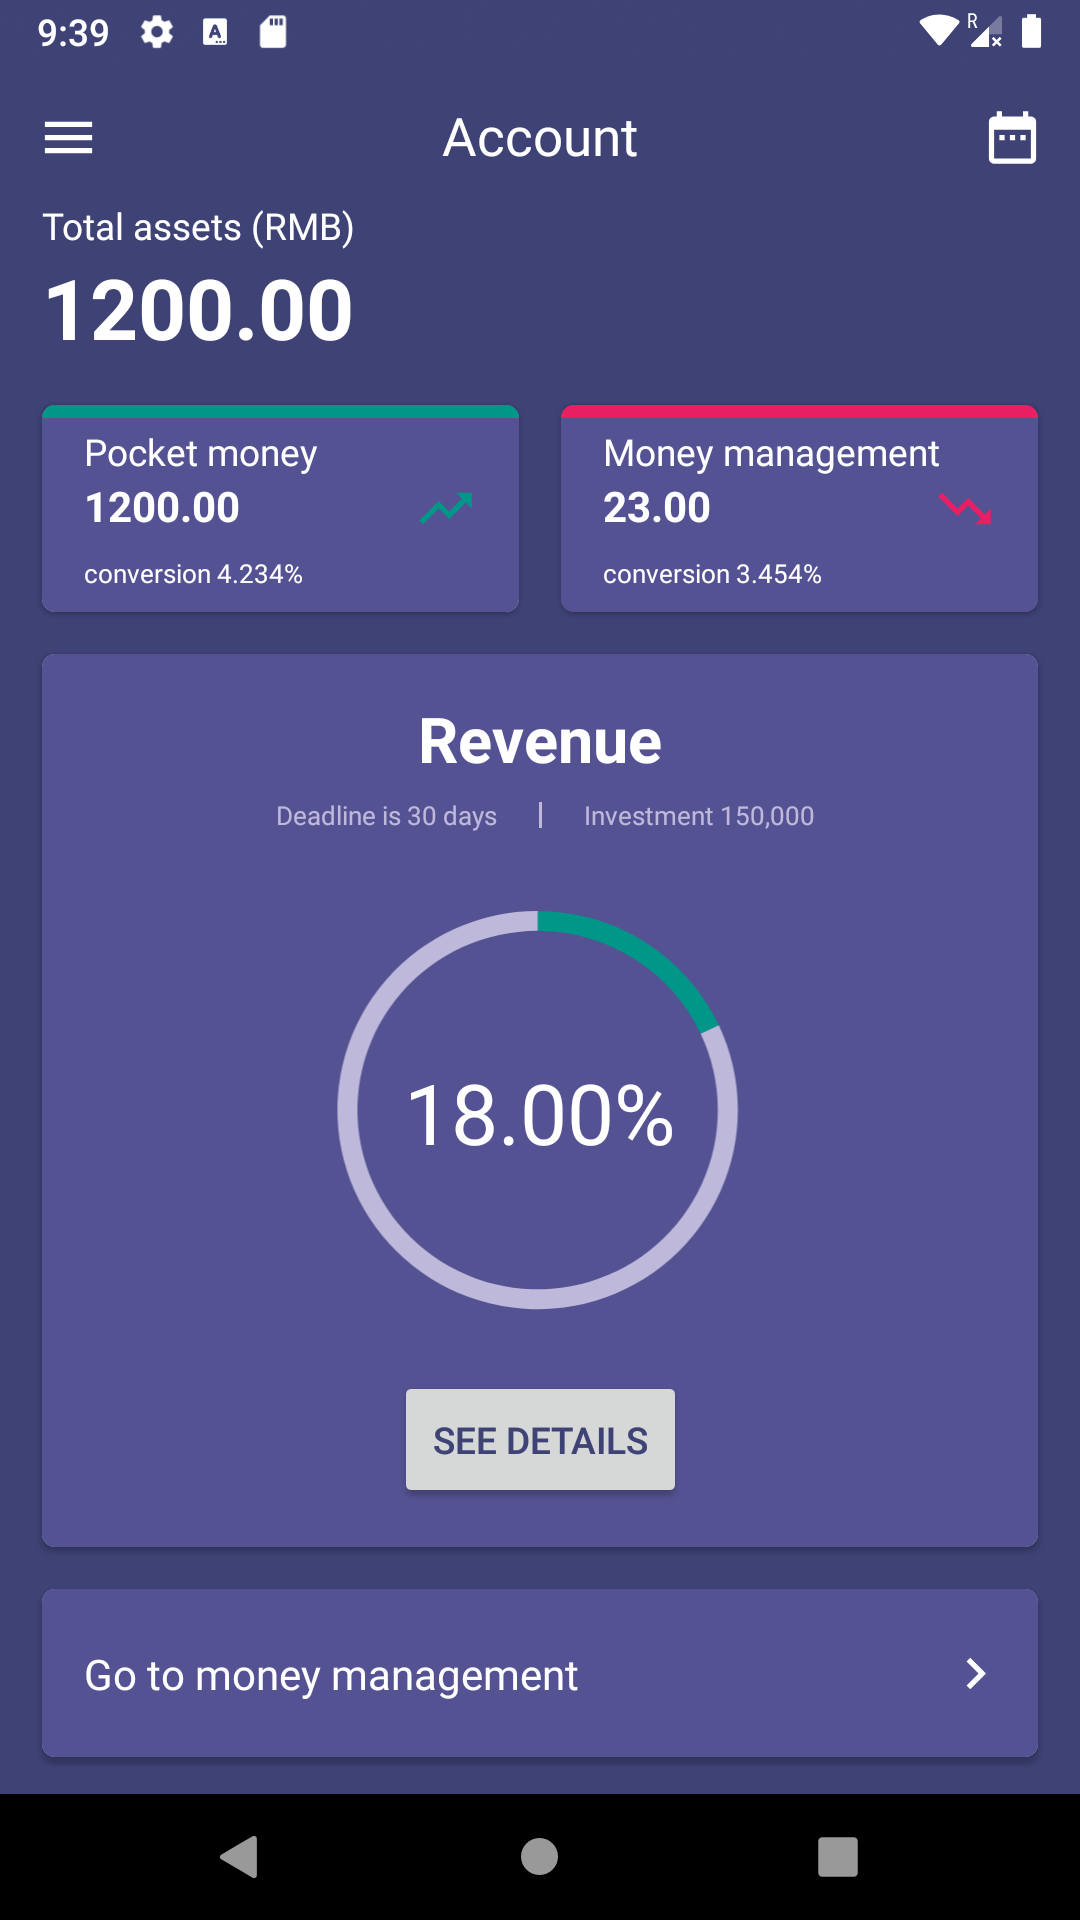 9:39
R
Account
Total assets (RMB)
1200.00
Pocket money
1200.00
conversion 4.234%
Money management
23.00
conversion 3.454%
Revenue
Deadline is 30 days
Investment 150,000
18.00%
SEE DETAILS
Go to money management